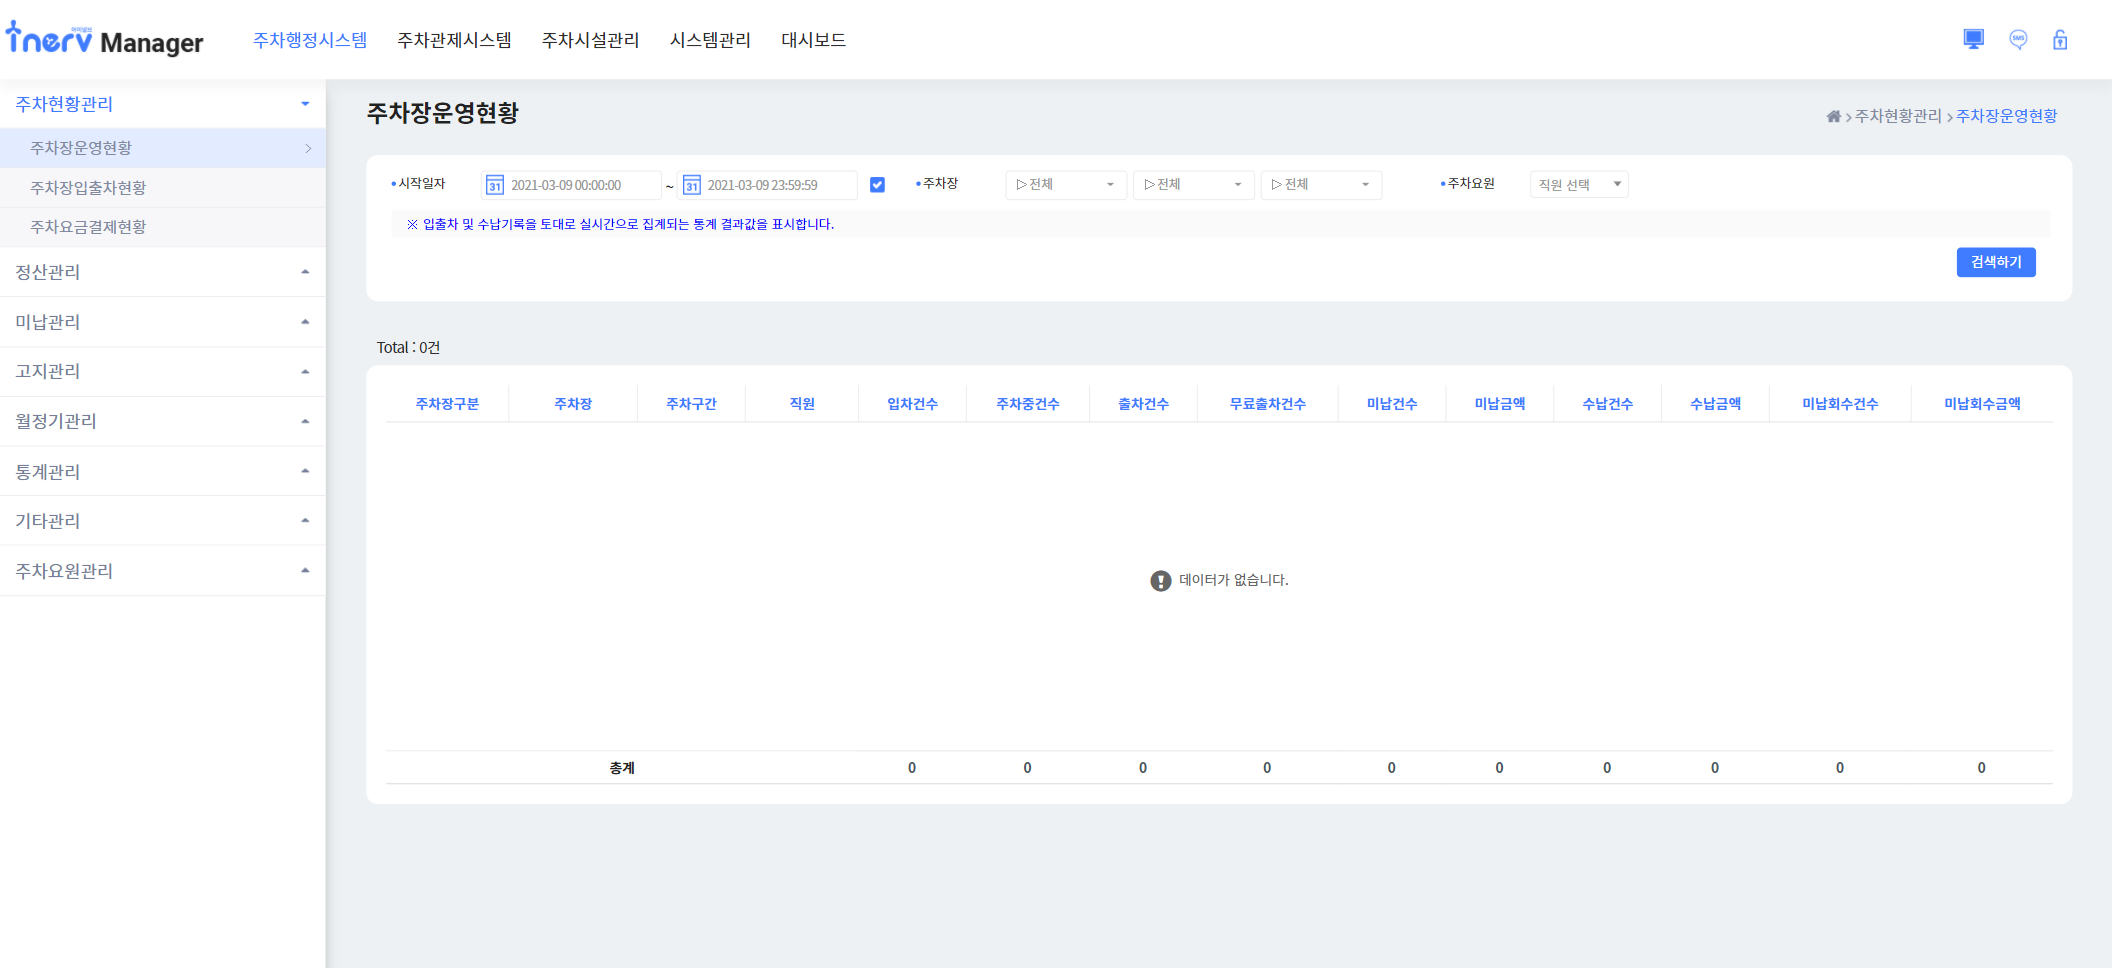 아이널브
inerv Manager
주차행정시스템 주차관제시스템 주차시설관리 시스템관리 대시보드
SMS
주차현황관리
주차장운영현황
주차장입출차현황
주차요금결제현황
정산관리
미납관리
고지관리
월정기관리
통계관리
기타관리
주차요원관리
주차장운영현황
주차현황관리 > 주차장운영현황
•시작일자 31 2021-03-09 00:00:00 ~ 31 2021-03-09 23:59:59 •주차장 ▷전체 ▷전체 ▷전체 •주차요원 직원 선택
※ 입출차 및 수납기록을 토대로 실시간으로 집계되는 통계 결과값을 표시합니다.
검색하기
Total : 0건
주차장구분 주차장 주차구간 직원 입차건수 주차중건수 출차건수 무료출차건수 미납건수 미납금액 수납건수 수납금액 미납회수건수 미납회수금액
데이터가 없습니다.
총계 0 0 0 0 0 0 0 0 0 0